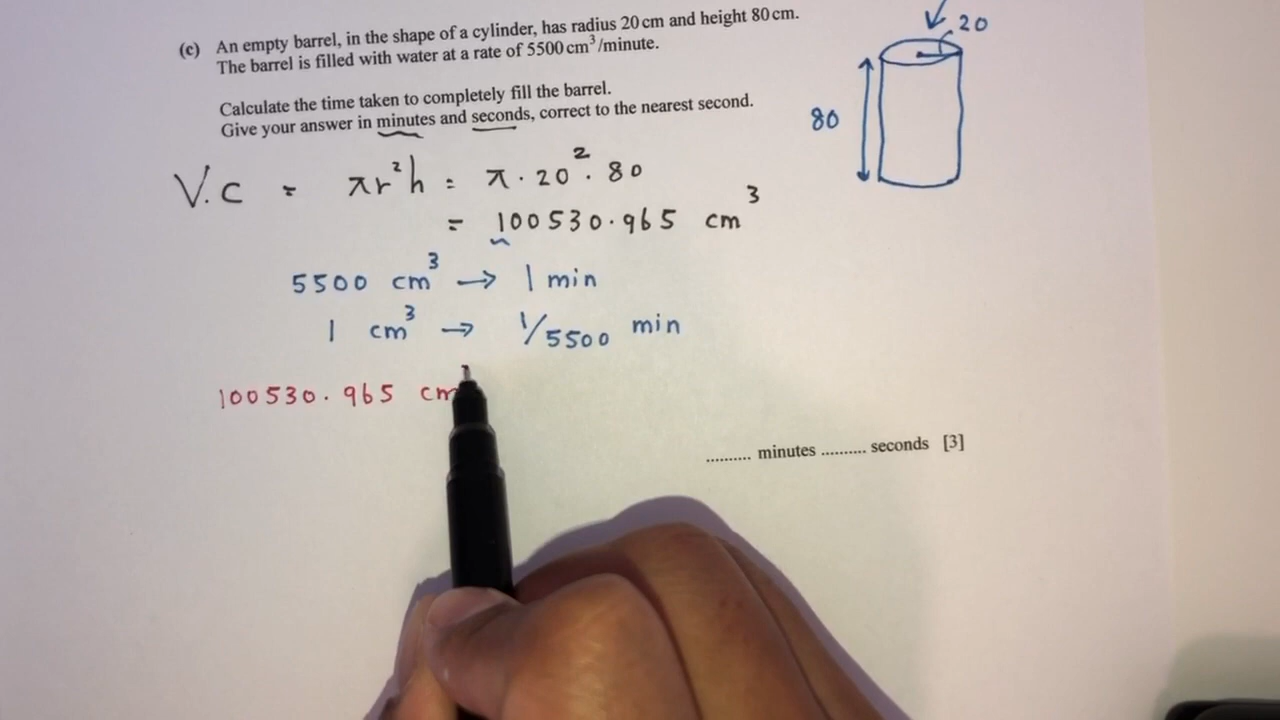 (c) An empty barrel, in the shape of a cylinder, has radius 20 cm and height 80 cm.
The barrel is filled with water at a rate of 5500 cm³/minute.
Calculate the time taken to completely fill the barrel.
Give your answer in minutes and seconds, correct to the nearest second.
20
80
V.C = πr²h = π·20²·80
= 100530.965 cm³
5500 cm³ → 1 min
1 cm³ → 1/5500 min
100530.965 cm
.......... minutes .......... seconds [3]